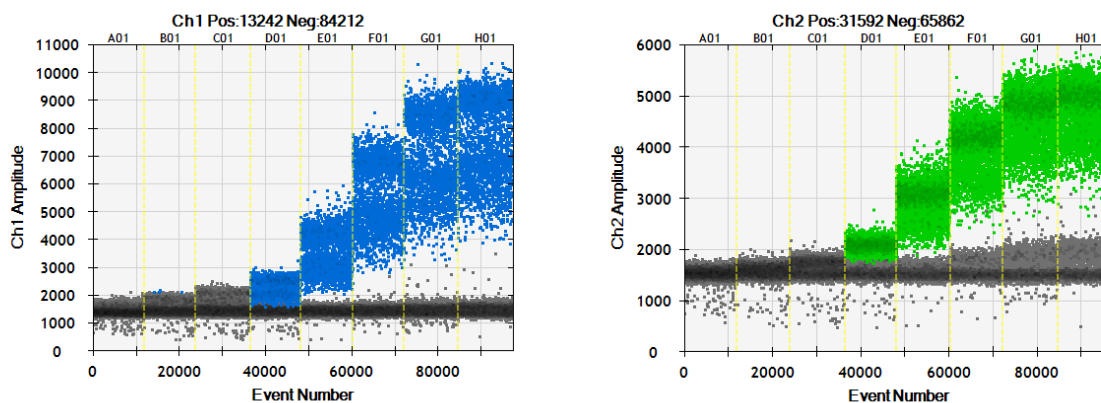 Ch1 Pos:13242 Neg:84212
A01 B01 C01 D01 E01 F01 G01 H01
11000
10000
9000
8000
7000
6000
5000
4000
3000
2000
1000
0
Ch1 Amplitude
0 20000 40000 60000 80000
Event Number
Ch2 Pos:31592 Neg:65862
A01 B01 C01 D01 E01 F01 G01 H01
6000
5000
4000
3000
2000
1000
0
Ch2 Amplitude
0 20000 40000 60000 80000
Event Number